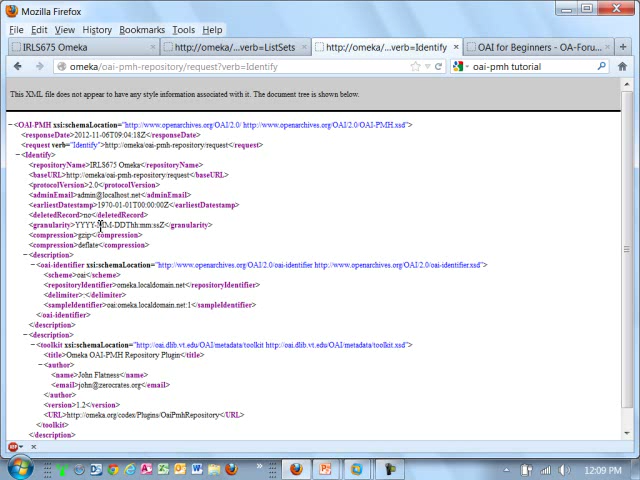 Mozilla Firefox
File Edit View History Bookmarks Tools Help
IRLS675 Omeka × http://omeka/...verb=ListSets × http://omeka/...verb=Identify × OAI for Beginners - OA-Foru... ×
omeka/oai-pmh-repository/request?verb=Identify oai-pmh tutorial
This XML file does not appear to have any style information associated with it. The document tree is shown below.
−<OAI-PMH xsi:schemaLocation="http://www.openarchives.org/OAI/2.0/ http://www.openarchives.org/OAI/2.0/OAI-PMH.xsd">
<responseDate>2012-11-06T09:04:18Z</responseDate>
<request verb="Identify">http://omeka/oai-pmh-repository/request</request>
−<Identify>
<repositoryName>IRLS675 Omeka</repositoryName>
<baseURL>http://omeka/oai-pmh-repository/request</baseURL>
<protocolVersion>2.0</protocolVersion>
<adminEmail>admin@localhost.net</adminEmail>
<earliestDatestamp>1970-01-01T00:00:00Z</earliestDatestamp>
<deletedRecord>no</deletedRecord>
<granularity>YYYY-MM-DDThh:mm:ssZ</granularity>
<compression>gzip</compression>
<compression>deflate</compression>
−<description>
−<oai-identifier xsi:schemaLocation="http://www.openarchives.org/OAI/2.0/oai-identifier http://www.openarchives.org/OAI/2.0/oai-identifier.xsd">
<scheme>oai</scheme>
<repositoryIdentifier>omeka.localdomain.net</repositoryIdentifier>
<delimiter>:</delimiter>
<sampleIdentifier>oai:omeka.localdomain.net:1</sampleIdentifier>
</oai-identifier>
</description>
−<description>
−<toolkit xsi:schemaLocation="http://oai.dlib.vt.edu/OAI/metadata/toolkit http://oai.dlib.vt.edu/OAI/metadata/toolkit.xsd">
<title>Omeka OAI-PMH Repository Plugin</title>
−<author>
<name>John Flatness</name>
<email>john@zerocrates.org</email>
</author>
<version>1.2</version>
<URL>http://omeka.org/codex/Plugins/OaiPmhRepository</URL>
</toolkit>
</description>
12:09 PM